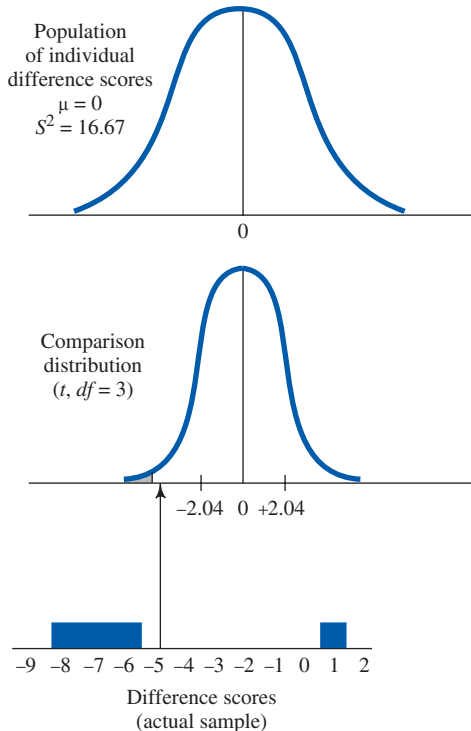 Population
of individual
difference scores
μ = 0
S² = 16.67
0
Comparison
distribution
(t, df = 3)
−2.04 0 +2.04
−9 −8 −7 −6 −5 −4 −3 −2 −1 0 1 2
Difference scores
(actual sample)